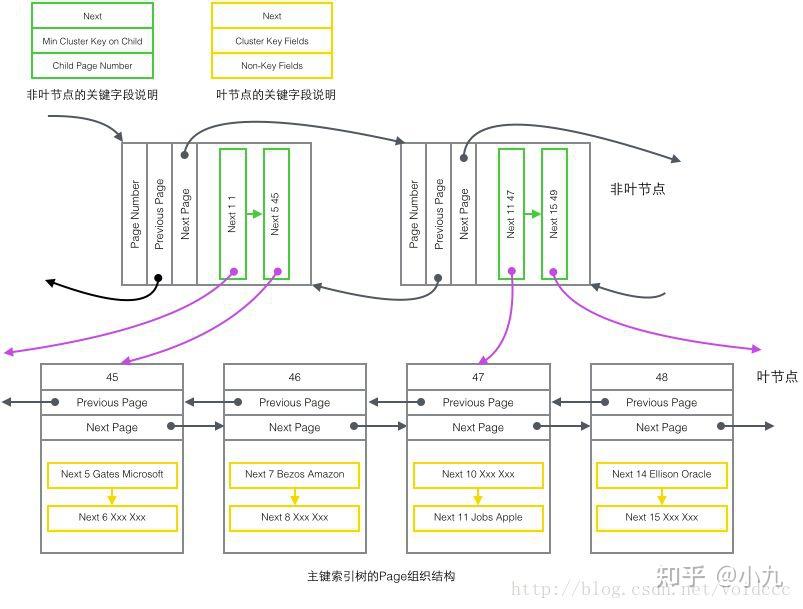 Next
Min Cluster Key on Child
Child Page Number
非叶节点的关键字段说明
Next
Cluster Key Fields
Non-Key Fields
叶节点的关键字段说明
Page Number
Previous Page
Next Page
Next 1 1
Next 5 45
Page Number
Previous Page
Next Page
Next 11 47
Next 15 49
非叶节点
45
Previous Page
Next Page
Next 5 Gates Microsoft
Next 6 Xxx Xxx
46
Previous Page
Next Page
Next 7 Bezos Amazon
Next 8 Xxx Xxx
47
Previous Page
Next Page
Next 10 Xxx Xxx
Next 11 Jobs Apple
48
Previous Page
Next Page
Next 14 Ellison Oracle
Next 15 Xxx Xxx
叶节点
主键索引树的Page组织结构
知乎 @小九
http://blog.csdn.net/voidccc